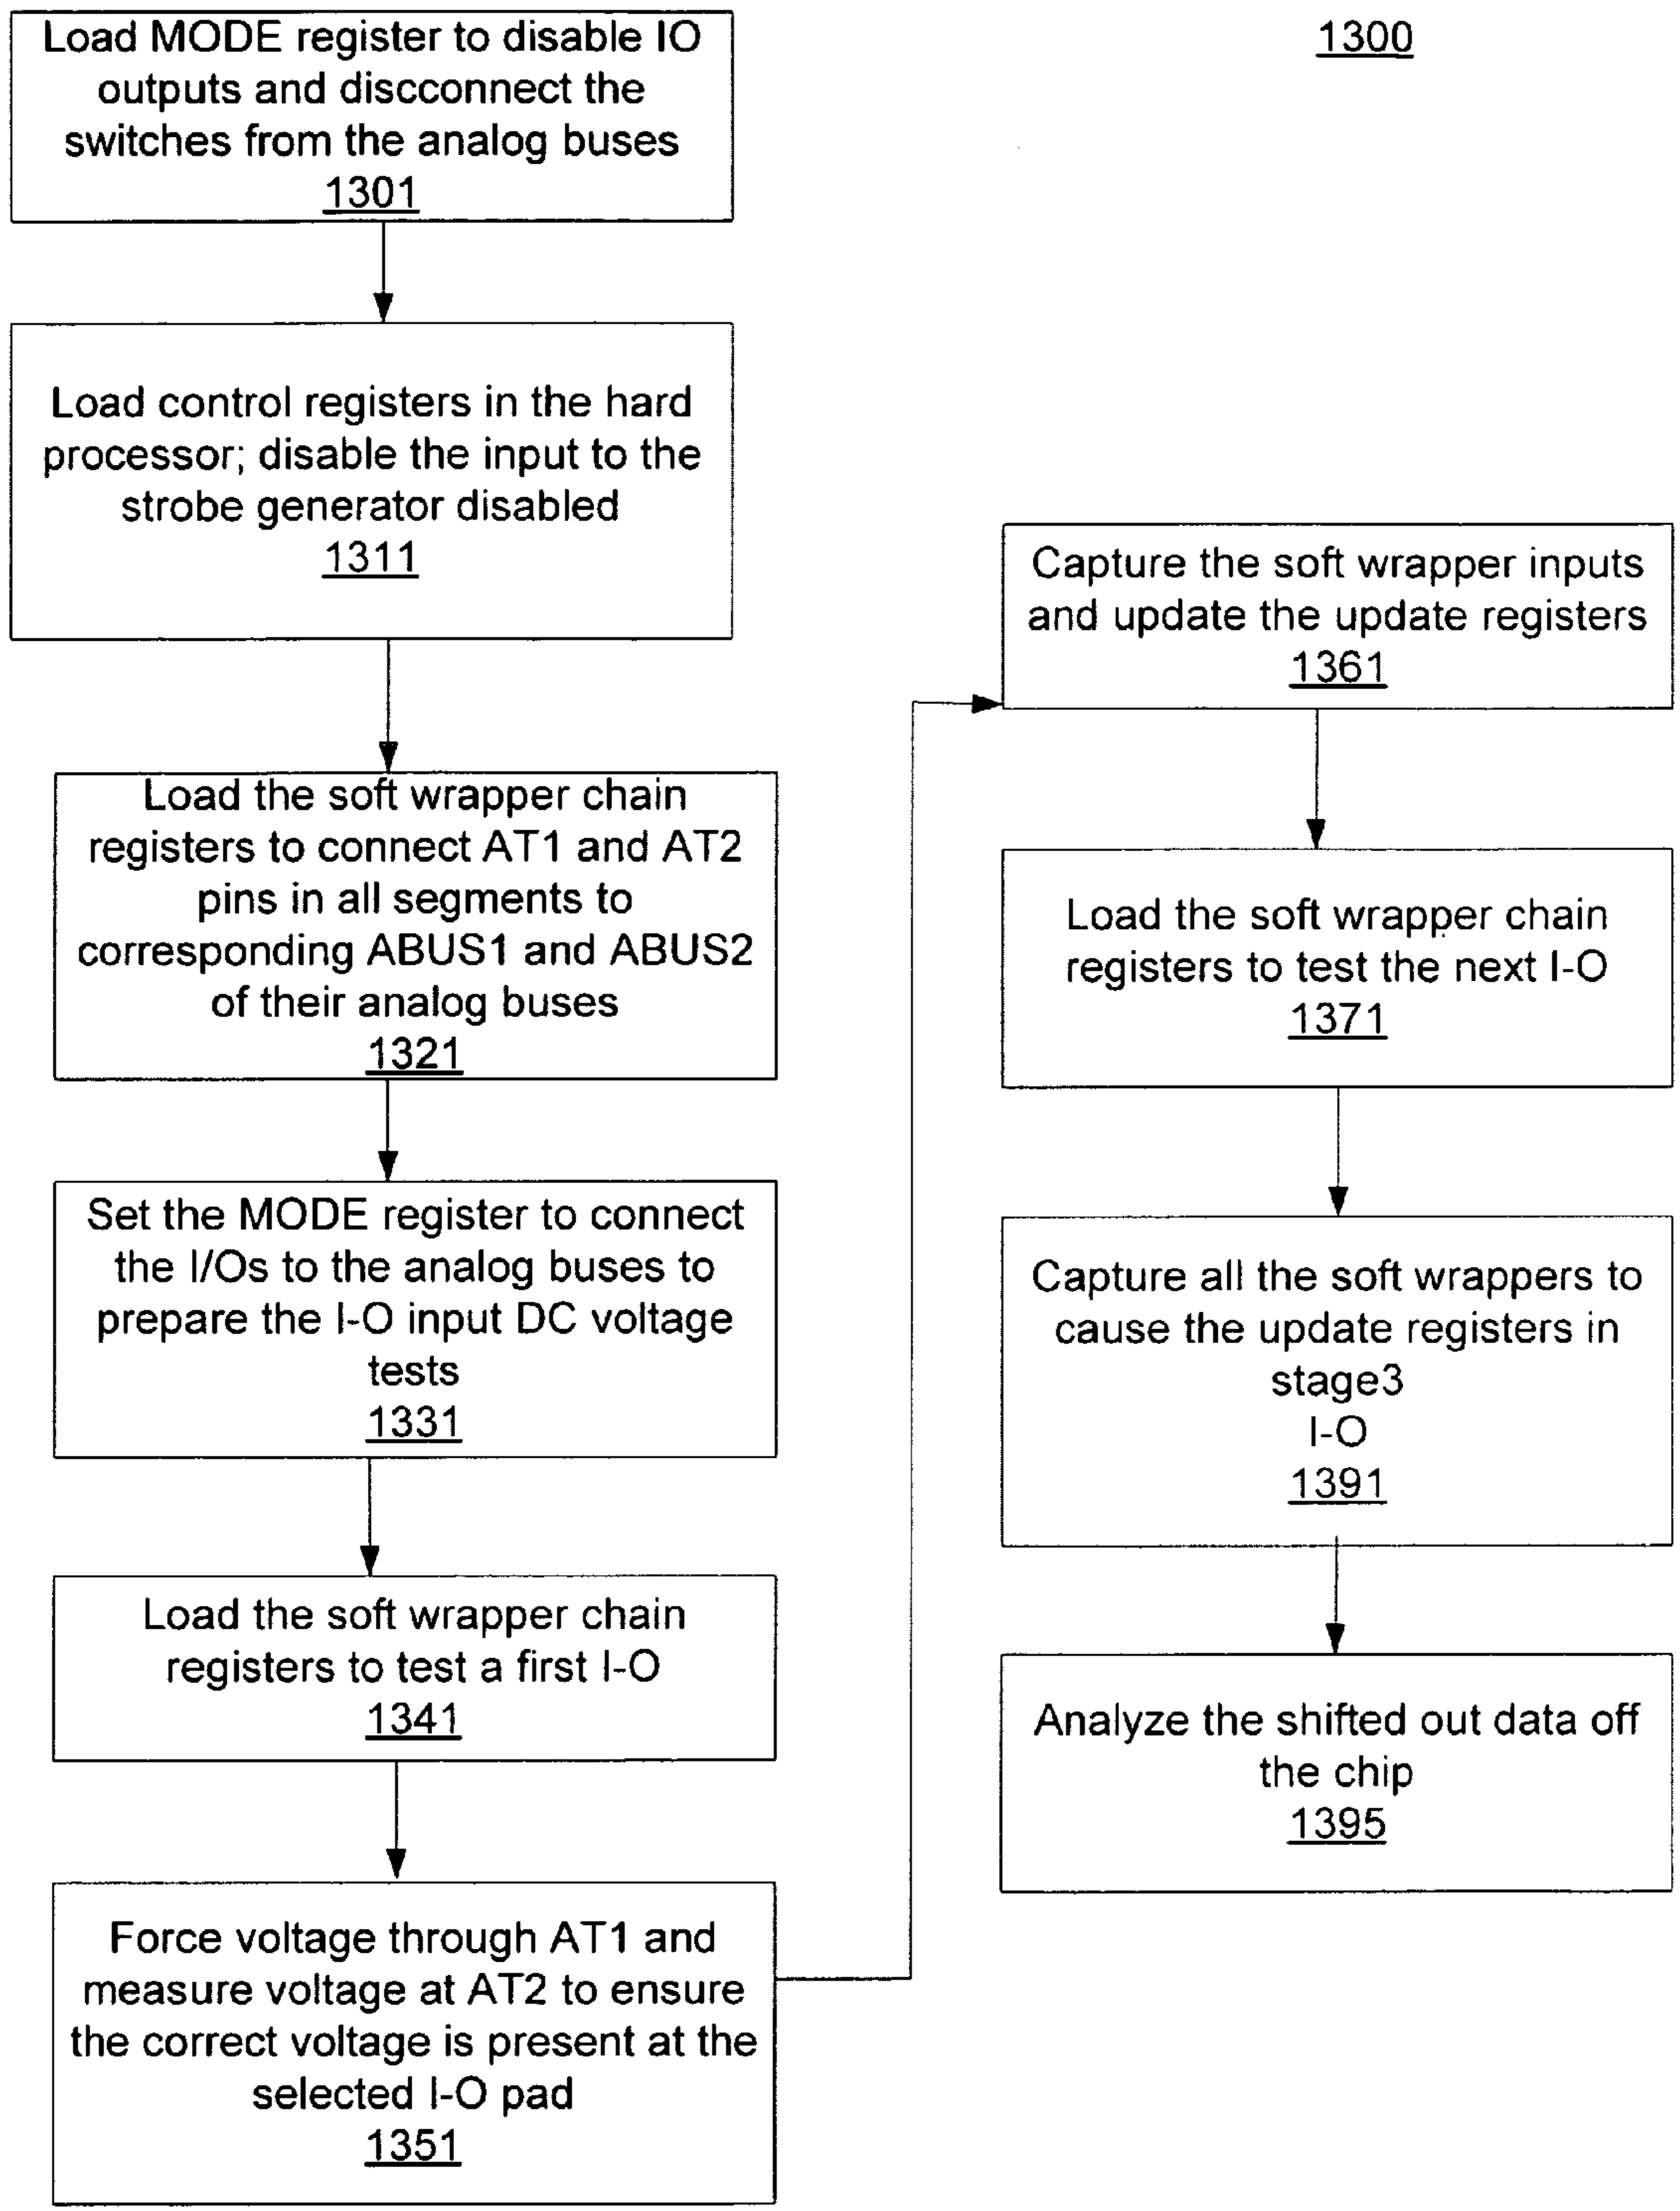 1300
Load MODE register to disable IO
outputs and discconnect the
switches from the analog buses
1301
Load control registers in the hard
processor; disable the input to the
strobe generator disabled
1311
Load the soft wrapper chain
registers to connect AT1 and AT2
pins in all segments to
corresponding ABUS1 and ABUS2
of their analog buses
1321
Set the MODE register to connect
the I/Os to the analog buses to
prepare the I-O input DC voltage
tests
1331
Load the soft wrapper chain
registers to test a first I-O
1341
Force voltage through AT1 and
measure voltage at AT2 to ensure
the correct voltage is present at the
selected I-O pad
1351
Capture the soft wrapper inputs
and update the update registers
1361
Load the soft wrapper chain
registers to test the next I-O
1371
Capture all the soft wrappers to
cause the update registers in
stage3
I-O
1391
Analyze the shifted out data off
the chip
1395